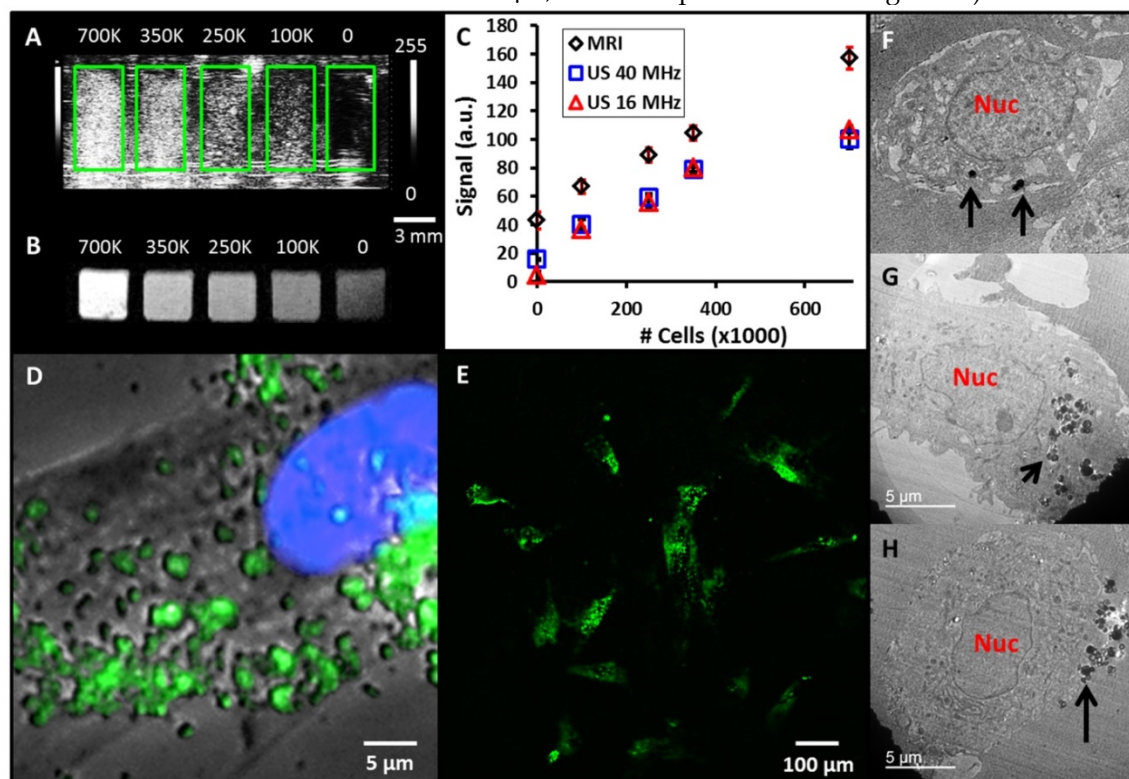 A
700K 350K 250K 100K 0
255
0
3 mm
B
700K 350K 250K 100K 0
C
Signal (a.u.)
180
160
140
120
100
80
60
40
20
0
MRI
US 40 MHz
US 16 MHz
0 200 400 600
# Cells (x1000)
D
5 µm
E
100 µm
F
Nuc
G
Nuc
5 µm
H
Nuc
5 µm